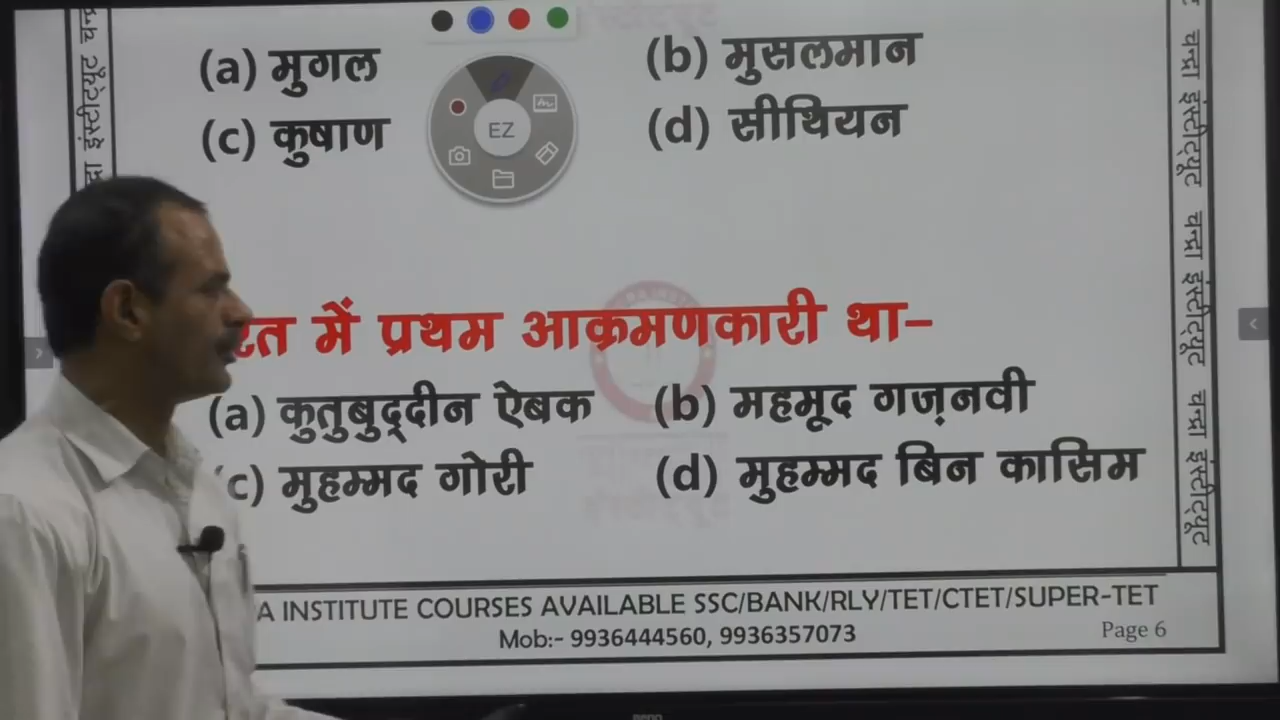 (a) मुगल (b) मुसलमान
(c) कुषाण (d) सीथियन
EZ
में प्रथम आक्रमणकारी था–
(a) कुतुबुद्दीन ऐबक (b) महमूद गज़नवी
c) मुहम्मद गोरी (d) मुहम्मद बिन कासिम
A INSTITUTE COURSES AVAILABLE SSC/BANK/RLY/TET/CTET/SUPER-TET
Mob:- 9936444560, 9936357073
Page 6
चन्द्रा इंस्टीट्यूट चन्द्रा इंस्टीट्यूट चन्द्रा इंस्टीट्यूट
इंस्टीट्यूट